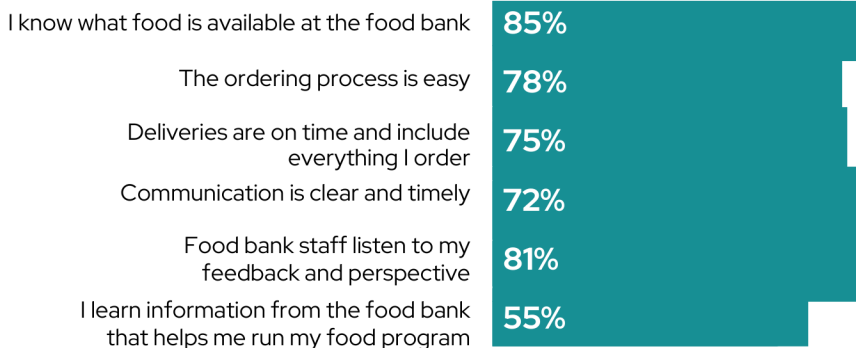 I know what food is available at the food bank 85%
The ordering process is easy 78%
Deliveries are on time and include
everything I order 75%
Communication is clear and timely 72%
Food bank staff listen to my
feedback and perspective 81%
I learn information from the food bank
that helps me run my food program 55%